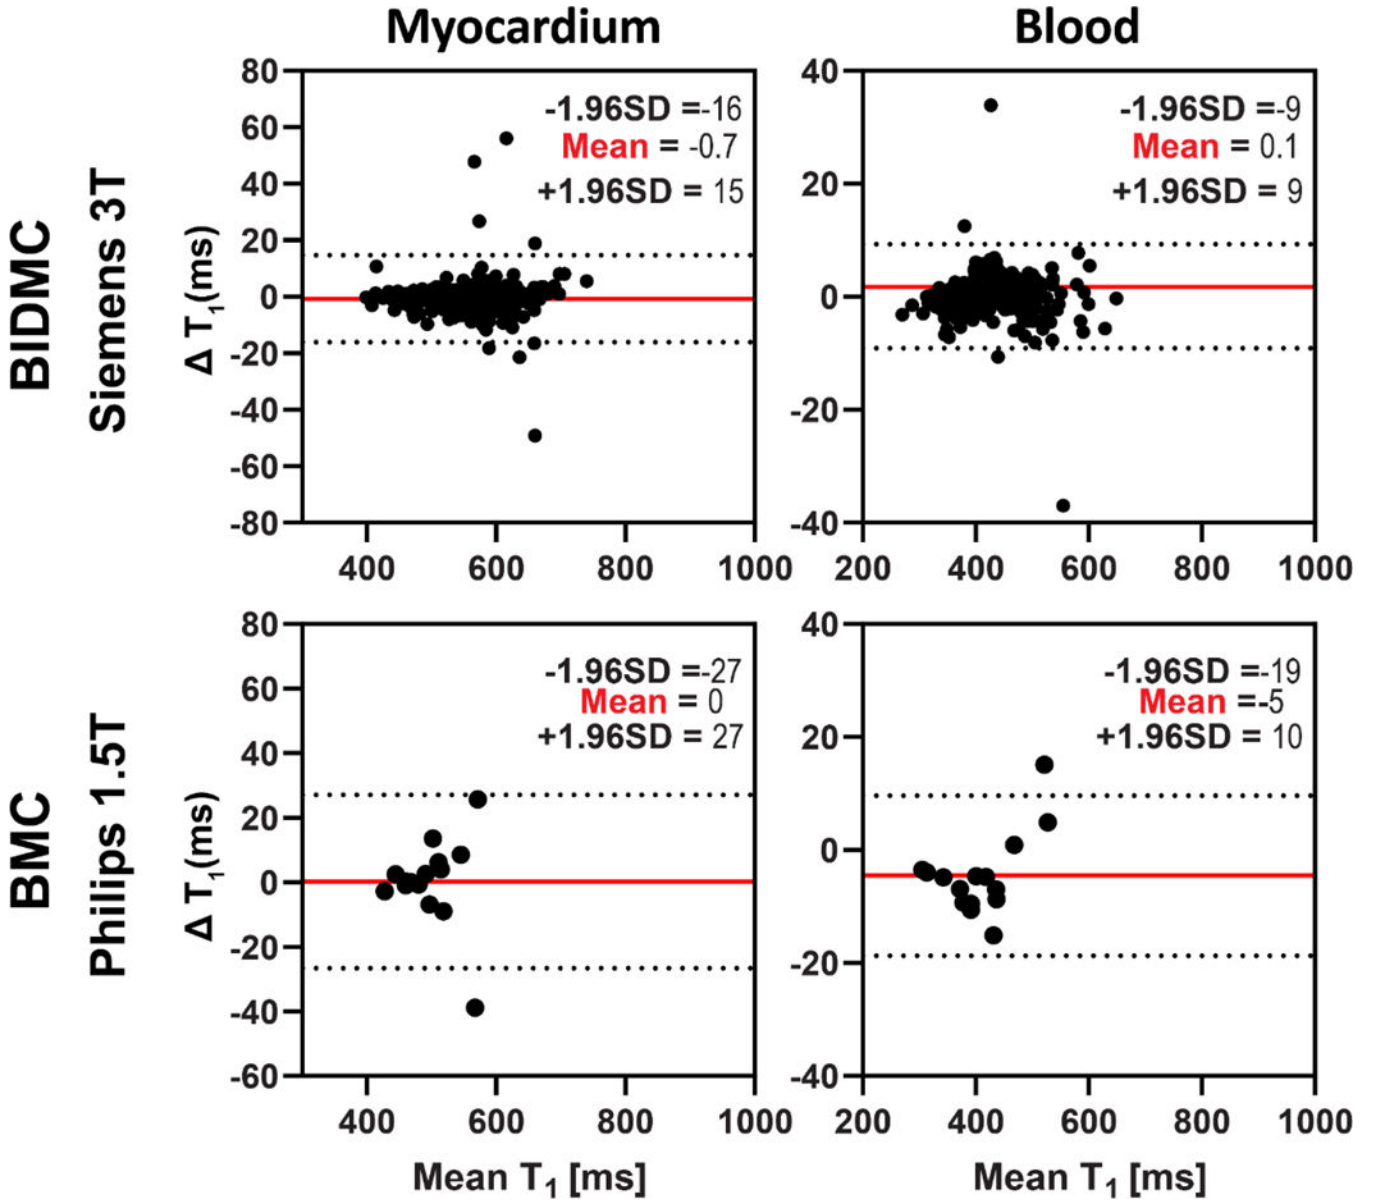 Myocardium
Blood
BIDMC
Siemens 3T
Δ T1(ms)
80
60
40
20
0
-20
-40
-60
-80
-1.96SD =-16
Mean = -0.7
+1.96SD = 15
400
600
800
1000
40
20
0
-20
-40
-1.96SD =-9
Mean = 0.1
+1.96SD = 9
200
400
600
800
1000
BMC
Philips 1.5T
Δ T1(ms)
80
60
40
20
0
-20
-40
-60
-1.96SD =-27
Mean = 0
+1.96SD = 27
400
600
800
1000
Mean T1 [ms]
40
20
0
-20
-40
-1.96SD =-19
Mean =-5
+1.96SD = 10
200
400
600
800
1000
Mean T1 [ms]